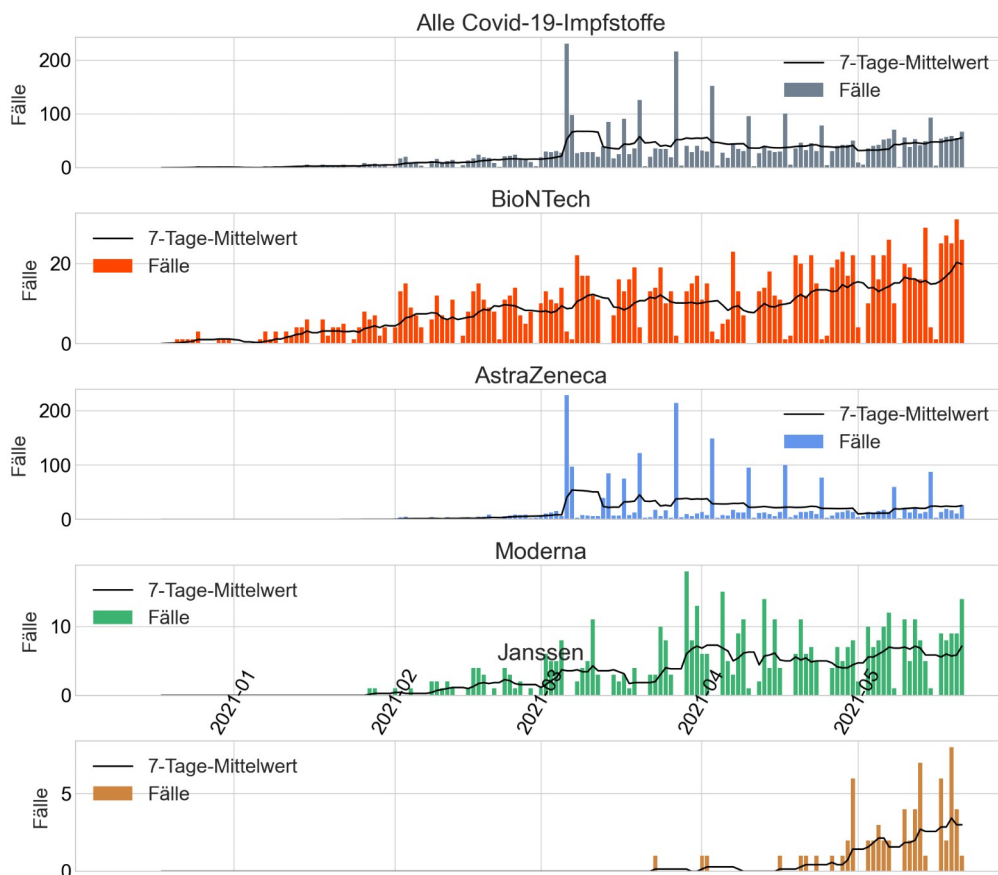 Alle Covid-19-Impfstoffe
Fälle
200
100
0
7-Tage-Mittelwert
Fälle
BioNTech
Fälle
20
0
7-Tage-Mittelwert
Fälle
AstraZeneca
Fälle
200
100
0
7-Tage-Mittelwert
Fälle
Moderna
Fälle
10
0
7-Tage-Mittelwert
Fälle
Janssen
2021-01
2021-02
2021-03
2021-04
2021-05
Fälle
5
0
7-Tage-Mittelwert
Fälle